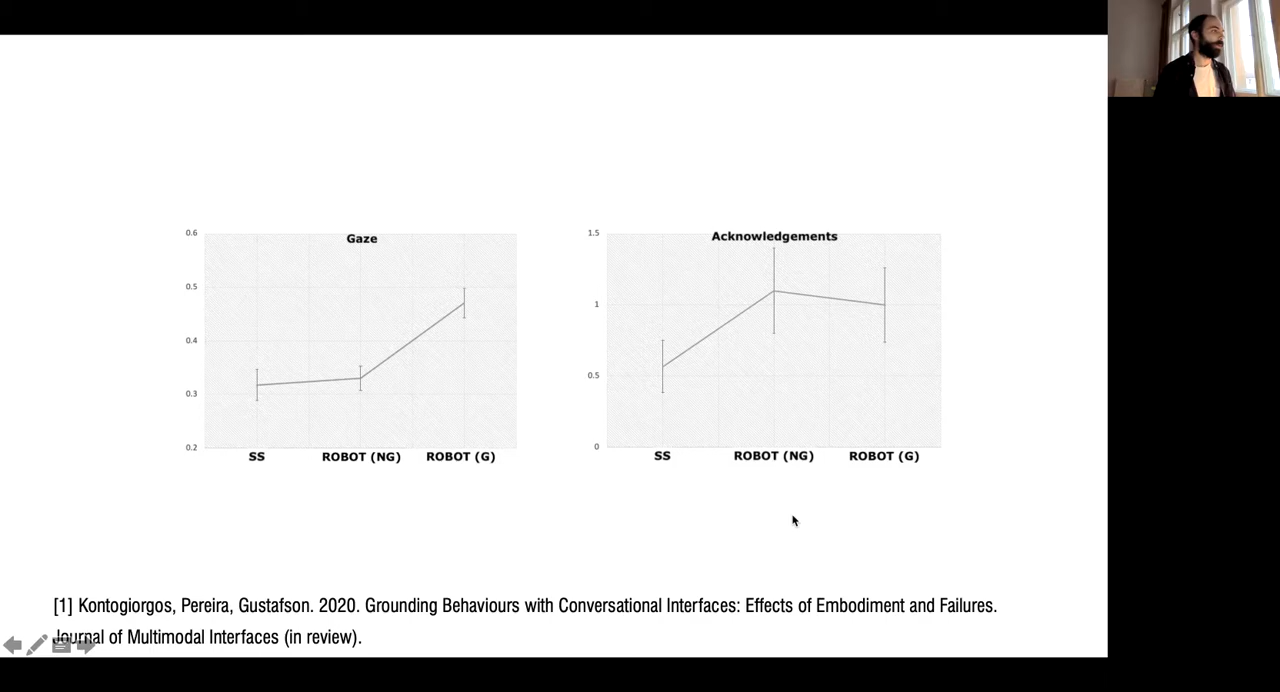 Gaze
0.6
0.5
0.4
0.3
0.2
SS ROBOT (NG) ROBOT (G)
Acknowledgements
1.5
1
0.5
0
SS ROBOT (NG) ROBOT (G)
[1] Kontogiorgos, Pereira, Gustafson. 2020. Grounding Behaviours with Conversational Interfaces: Effects of Embodiment and Failures.
Journal of Multimodal Interfaces (in review).